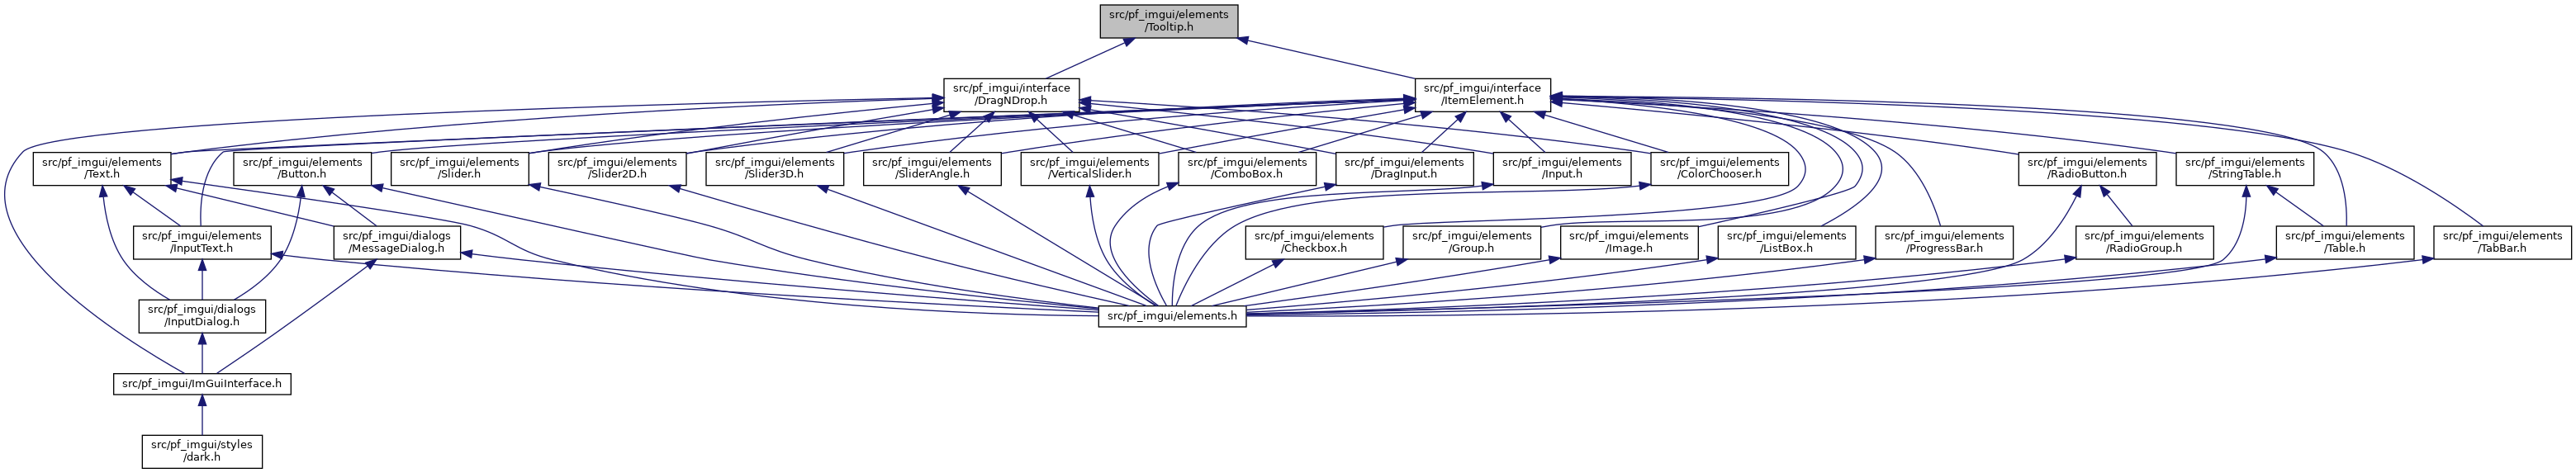 src/pf_imgui/elements
/Tooltip.h
src/pf_imgui/interface
/DragNDrop.h
src/pf_imgui/interface
/ItemElement.h
src/pf_imgui/elements
/Text.h
src/pf_imgui/elements
/Button.h
src/pf_imgui/elements
/Slider.h
src/pf_imgui/elements
/Slider2D.h
src/pf_imgui/elements
/Slider3D.h
src/pf_imgui/elements
/SliderAngle.h
src/pf_imgui/elements
/VerticalSlider.h
src/pf_imgui/elements
/ComboBox.h
src/pf_imgui/elements
/DragInput.h
src/pf_imgui/elements
/Input.h
src/pf_imgui/elements
/ColorChooser.h
src/pf_imgui/elements
/RadioButton.h
src/pf_imgui/elements
/StringTable.h
src/pf_imgui/elements
/InputText.h
src/pf_imgui/dialogs
/MessageDialog.h
src/pf_imgui/elements
/Checkbox.h
src/pf_imgui/elements
/Group.h
src/pf_imgui/elements
/Image.h
src/pf_imgui/elements
/ListBox.h
src/pf_imgui/elements
/ProgressBar.h
src/pf_imgui/elements
/RadioGroup.h
src/pf_imgui/elements
/Table.h
src/pf_imgui/elements
/TabBar.h
src/pf_imgui/dialogs
/InputDialog.h
src/pf_imgui/elements.h
src/pf_imgui/ImGuiInterface.h
src/pf_imgui/styles
/dark.h